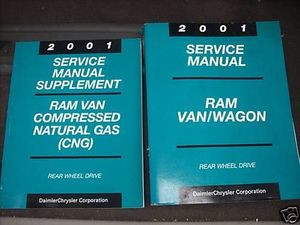 2001
SERVICE
MANUAL
SUPPLEMENT
RAM VAN
COMPRESSED
NATURAL GAS
(CNG)
REAR WHEEL DRIVE
DaimlerChrysler Corporation
2001
SERVICE
MANUAL
RAM
VAN/WAGON
REAR WHEEL DRIVE
DaimlerChrysler Corporation